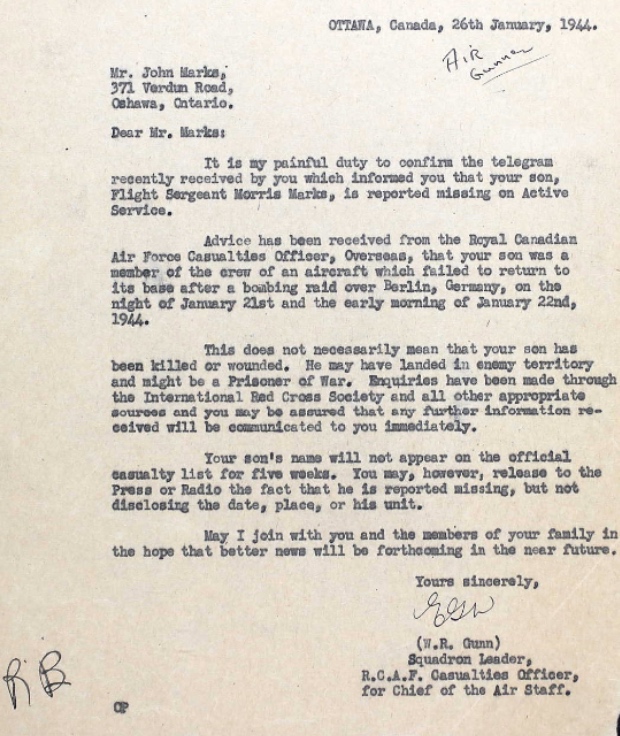 OTTAWA, Canada, 26th January, 1944.
AIR
Gunner
Mr. John Marks,
371 Verdun Road,
Oshawa, Ontario.
Dear Mr. Marks:
It is my painful duty to confirm the telegram
recently received by you which informed you that your son,
Flight Sergeant Morris Marks, is reported missing on Active
Service.
Advice has been received from the Royal Canadian
Air Force Casualties Officer, Overseas, that your son was a
member of the crew of an aircraft which failed to return to
its base after a bombing raid over Berlin, Germany, on the
night of January 21st and the early morning of January 22nd,
1944.
This does not necessarily mean that your son has
been killed or wounded. He may have landed in enemy territory
and might be a Prisoner of War. Enquiries have been made through
the International Red Cross Society and all other appropriate
sources and you may be assured that any further information re-
ceived will be communicated to you immediately.
Your son's name will not appear on the official
casualty list for five weeks. You may, however, release to the
Press or Radio the fact that he is reported missing, but not
disclosing the date, place, or his unit.
May I join with you and the members of your family in
the hope that better news will be forthcoming in the near future.
Yours sincerely,
(W.R. Gunn)
Squadron Leader,
R.C.A.F. Casualties Officer,
for Chief of the Air Staff.
RB